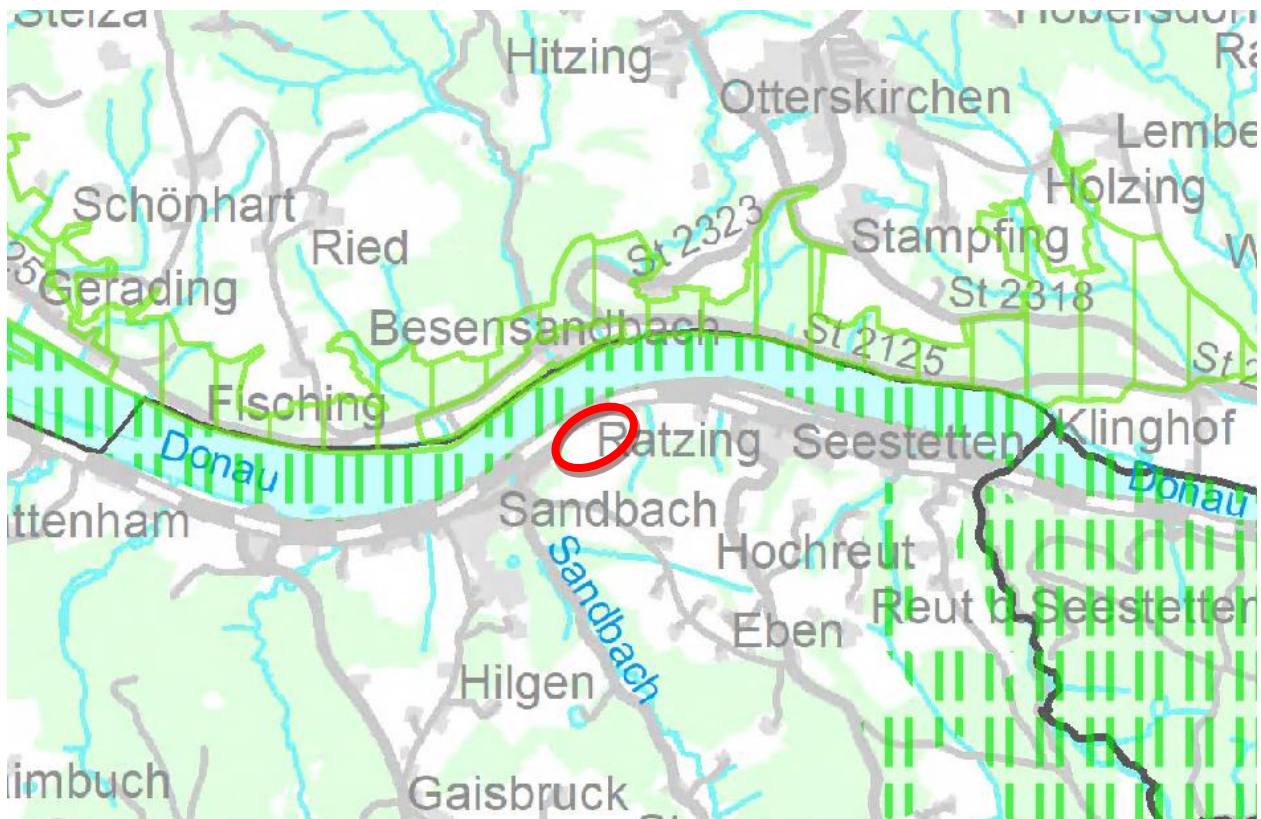 Stelza
Hitzing
Otterskirchen
Schönhart
Holzing
Ried
St 2323
Stampfing
Gerading
St 2318
Besensandbach
St 2125
Fisching
Ratzing
Seestetten
Klinghof
Donau
Donau
Sandbach
Hochreut
Sandbach
Reut b Seestetten
Eben
Hilgen
Gaisbruck